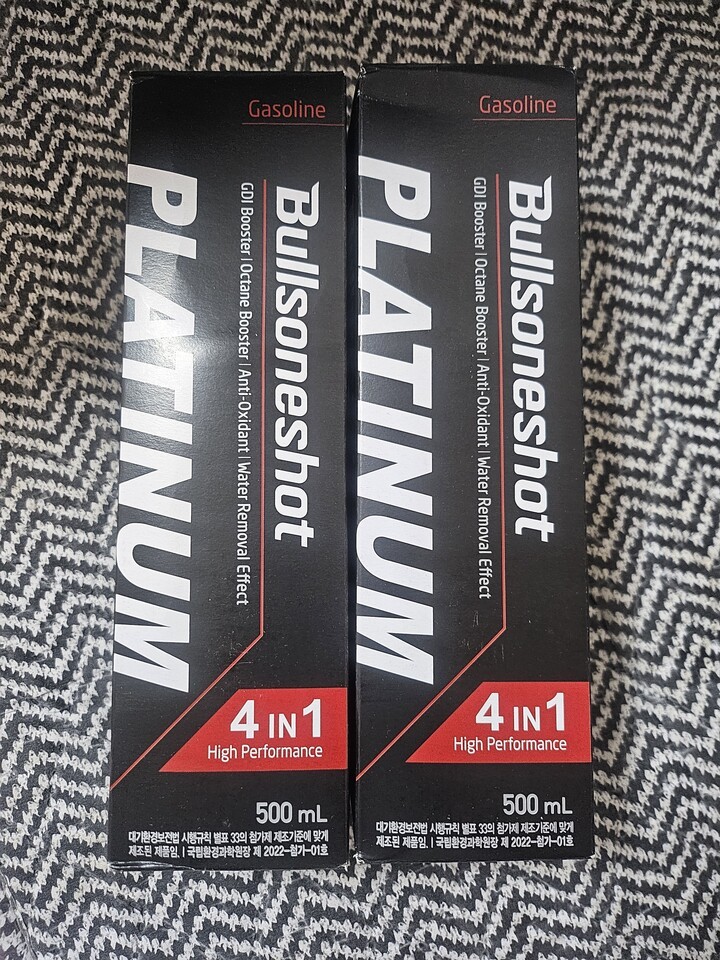 Gasoline
Bullsoneshot
GDI Booster | Octane Booster | Anti-Oxidant | Water Removal Effect
PLATINUM
4 IN 1
High Performance
500 mL
대기환경보전법 시행규칙 별표 33의 첨가제 제조기준에 맞게
제조된 제품임. | 국립환경과학원장 제 2022-첨가-01호
Gasoline
Bullsoneshot
GDI Booster | Octane Booster | Anti-Oxidant | Water Removal Effect
PLATINUM
4 IN 1
High Performance
500 mL
대기환경보전법 시행규칙 별표 33의 첨가제 제조기준에 맞게
제조된 제품임. | 국립환경과학원장 제 2022-첨가-01호